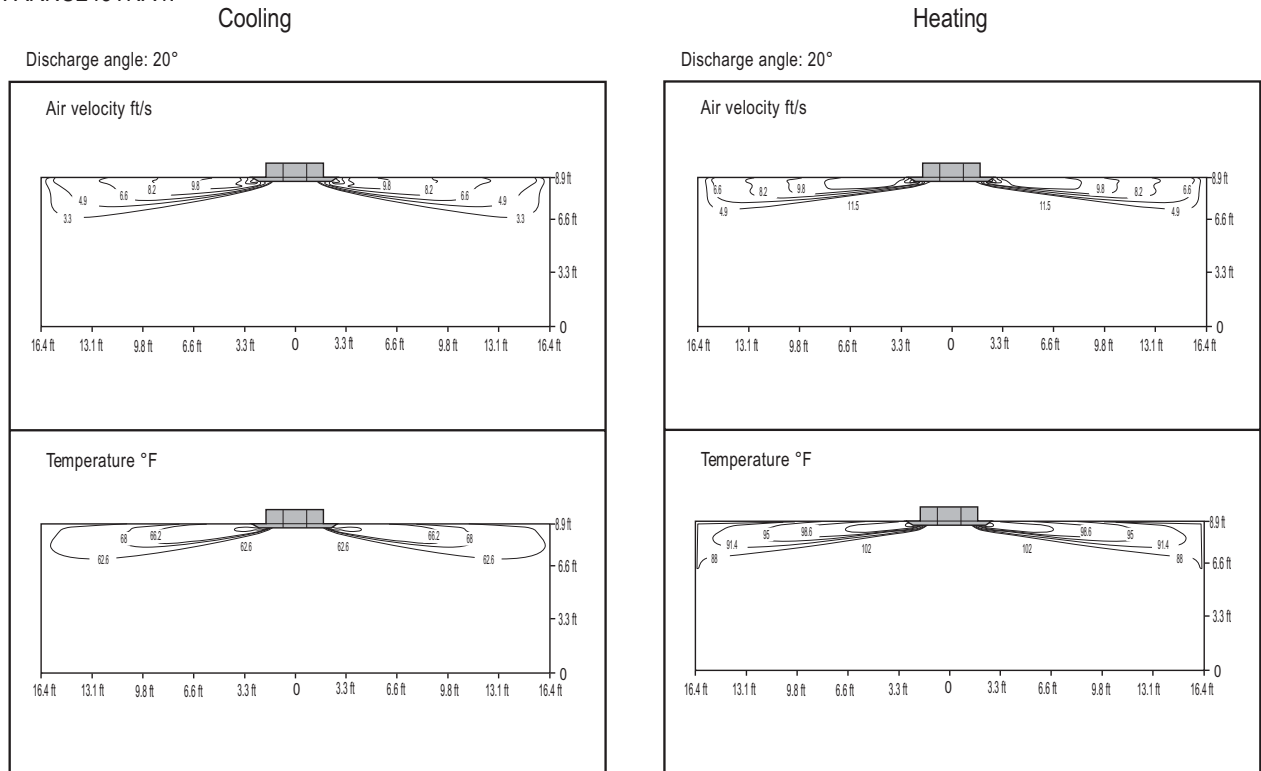 Cooling
Discharge angle: 20°
Air velocity ft/s
9.8 9.8
8.2 8.2
6.6 6.6
4.9 4.9
3.3 3.3
8.9 ft
6.6 ft
3.3 ft
0
16.4 ft 13.1 ft 9.8 ft 6.6 ft 3.3 ft 0 3.3 ft 6.6 ft 9.8 ft 13.1 ft 16.4 ft
Temperature °F
66.2 66.2
68 68
62.6 62.6 62.6 62.6
8.9 ft
6.6 ft
3.3 ft
0
16.4 ft 13.1 ft 9.8 ft 6.6 ft 3.3 ft 0 3.3 ft 6.6 ft 9.8 ft 13.1 ft 16.4 ft
Heating
Discharge angle: 20°
Air velocity ft/s
6.6 8.2 9.8 9.8 8.2 6.6
4.9 11.5 11.5 4.9
8.9 ft
6.6 ft
3.3 ft
0
16.4 ft 13.1 ft 9.8 ft 6.6 ft 3.3 ft 0 3.3 ft 6.6 ft 9.8 ft 13.1 ft 16.4 ft
Temperature °F
95 98.6 98.6 95
91.4 102 102 91.4
88 88
8.9 ft
6.6 ft
3.3 ft
0
16.4 ft 13.1 ft 9.8 ft 6.6 ft 3.3 ft 0 3.3 ft 6.6 ft 9.8 ft 13.1 ft 16.4 ft